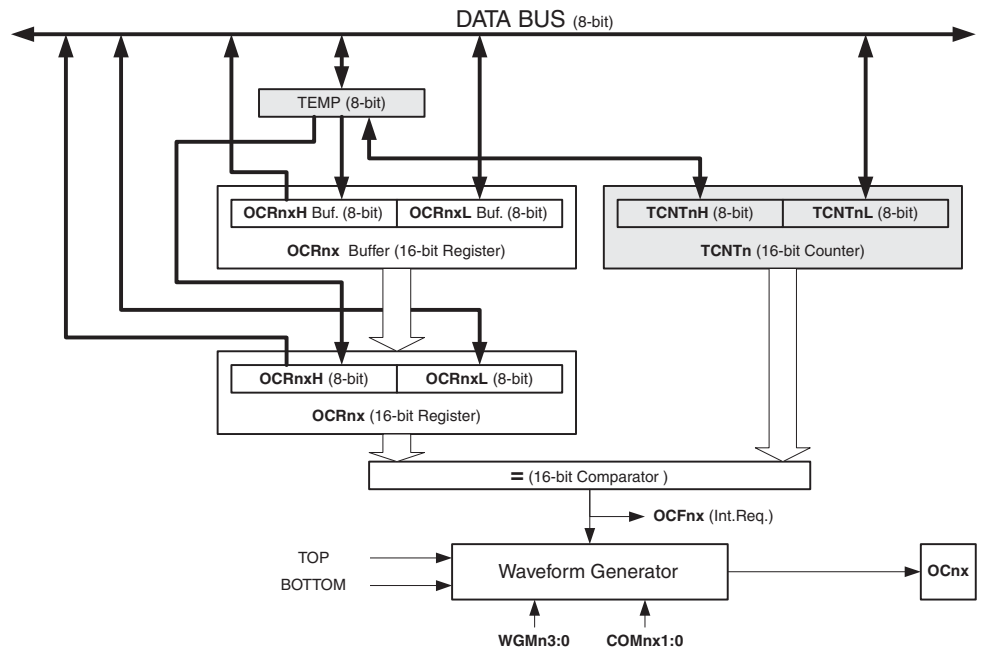 DATA BUS (8-bit)
TEMP (8-bit)
OCRnxH Buf. (8-bit) OCRnxL Buf. (8-bit)
OCRnx Buffer (16-bit Register)
TCNTnH (8-bit) TCNTnL (8-bit)
TCNTn (16-bit Counter)
OCRnxH (8-bit) OCRnxL (8-bit)
OCRnx (16-bit Register)
= (16-bit Comparator )
OCFnx (Int.Req.)
TOP
BOTTOM
Waveform Generator
OCnx
WGMn3:0 COMnx1:0